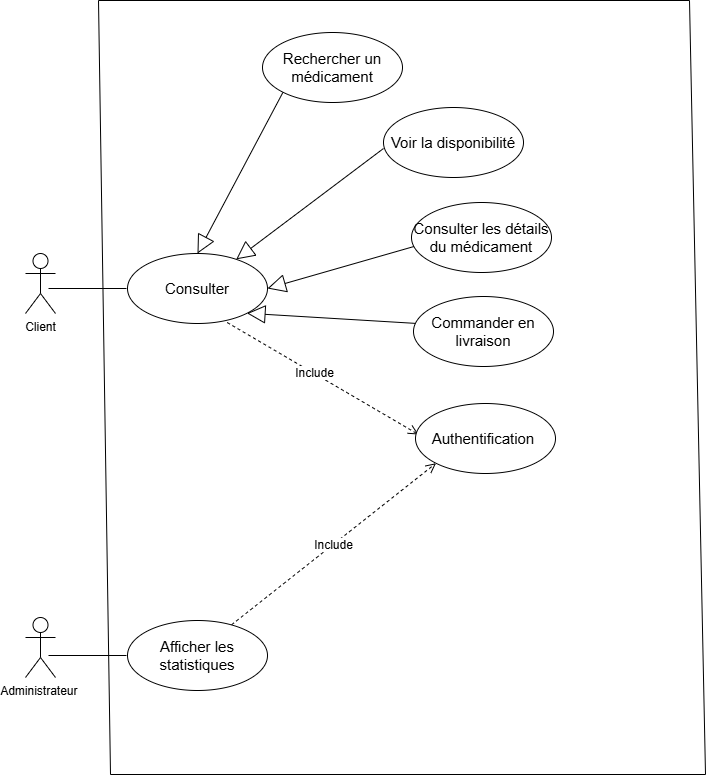 Rechercher un
médicament
Voir la disponibilité
Consulter les détails
du médicament
Consulter
Client
Commander en
livraison
Include
Authentification
Include
Afficher les
statistiques
Administrateur